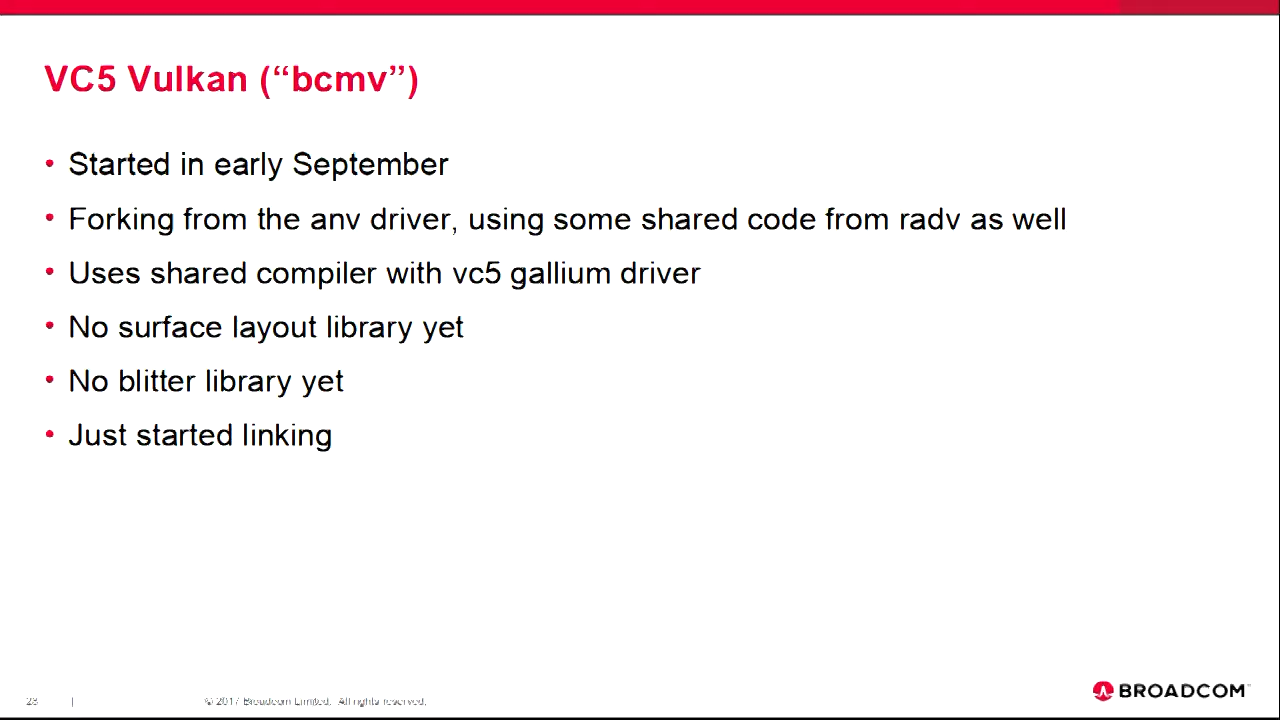 VC5 Vulkan (“bcmv”)
• Started in early September
• Forking from the anv driver, using some shared code from radv as well
• Uses shared compiler with vc5 gallium driver
• No surface layout library yet
• No blitter library yet
• Just started linking
| © 2017 Broadcom Limited. All rights reserved.
BROADCOM™